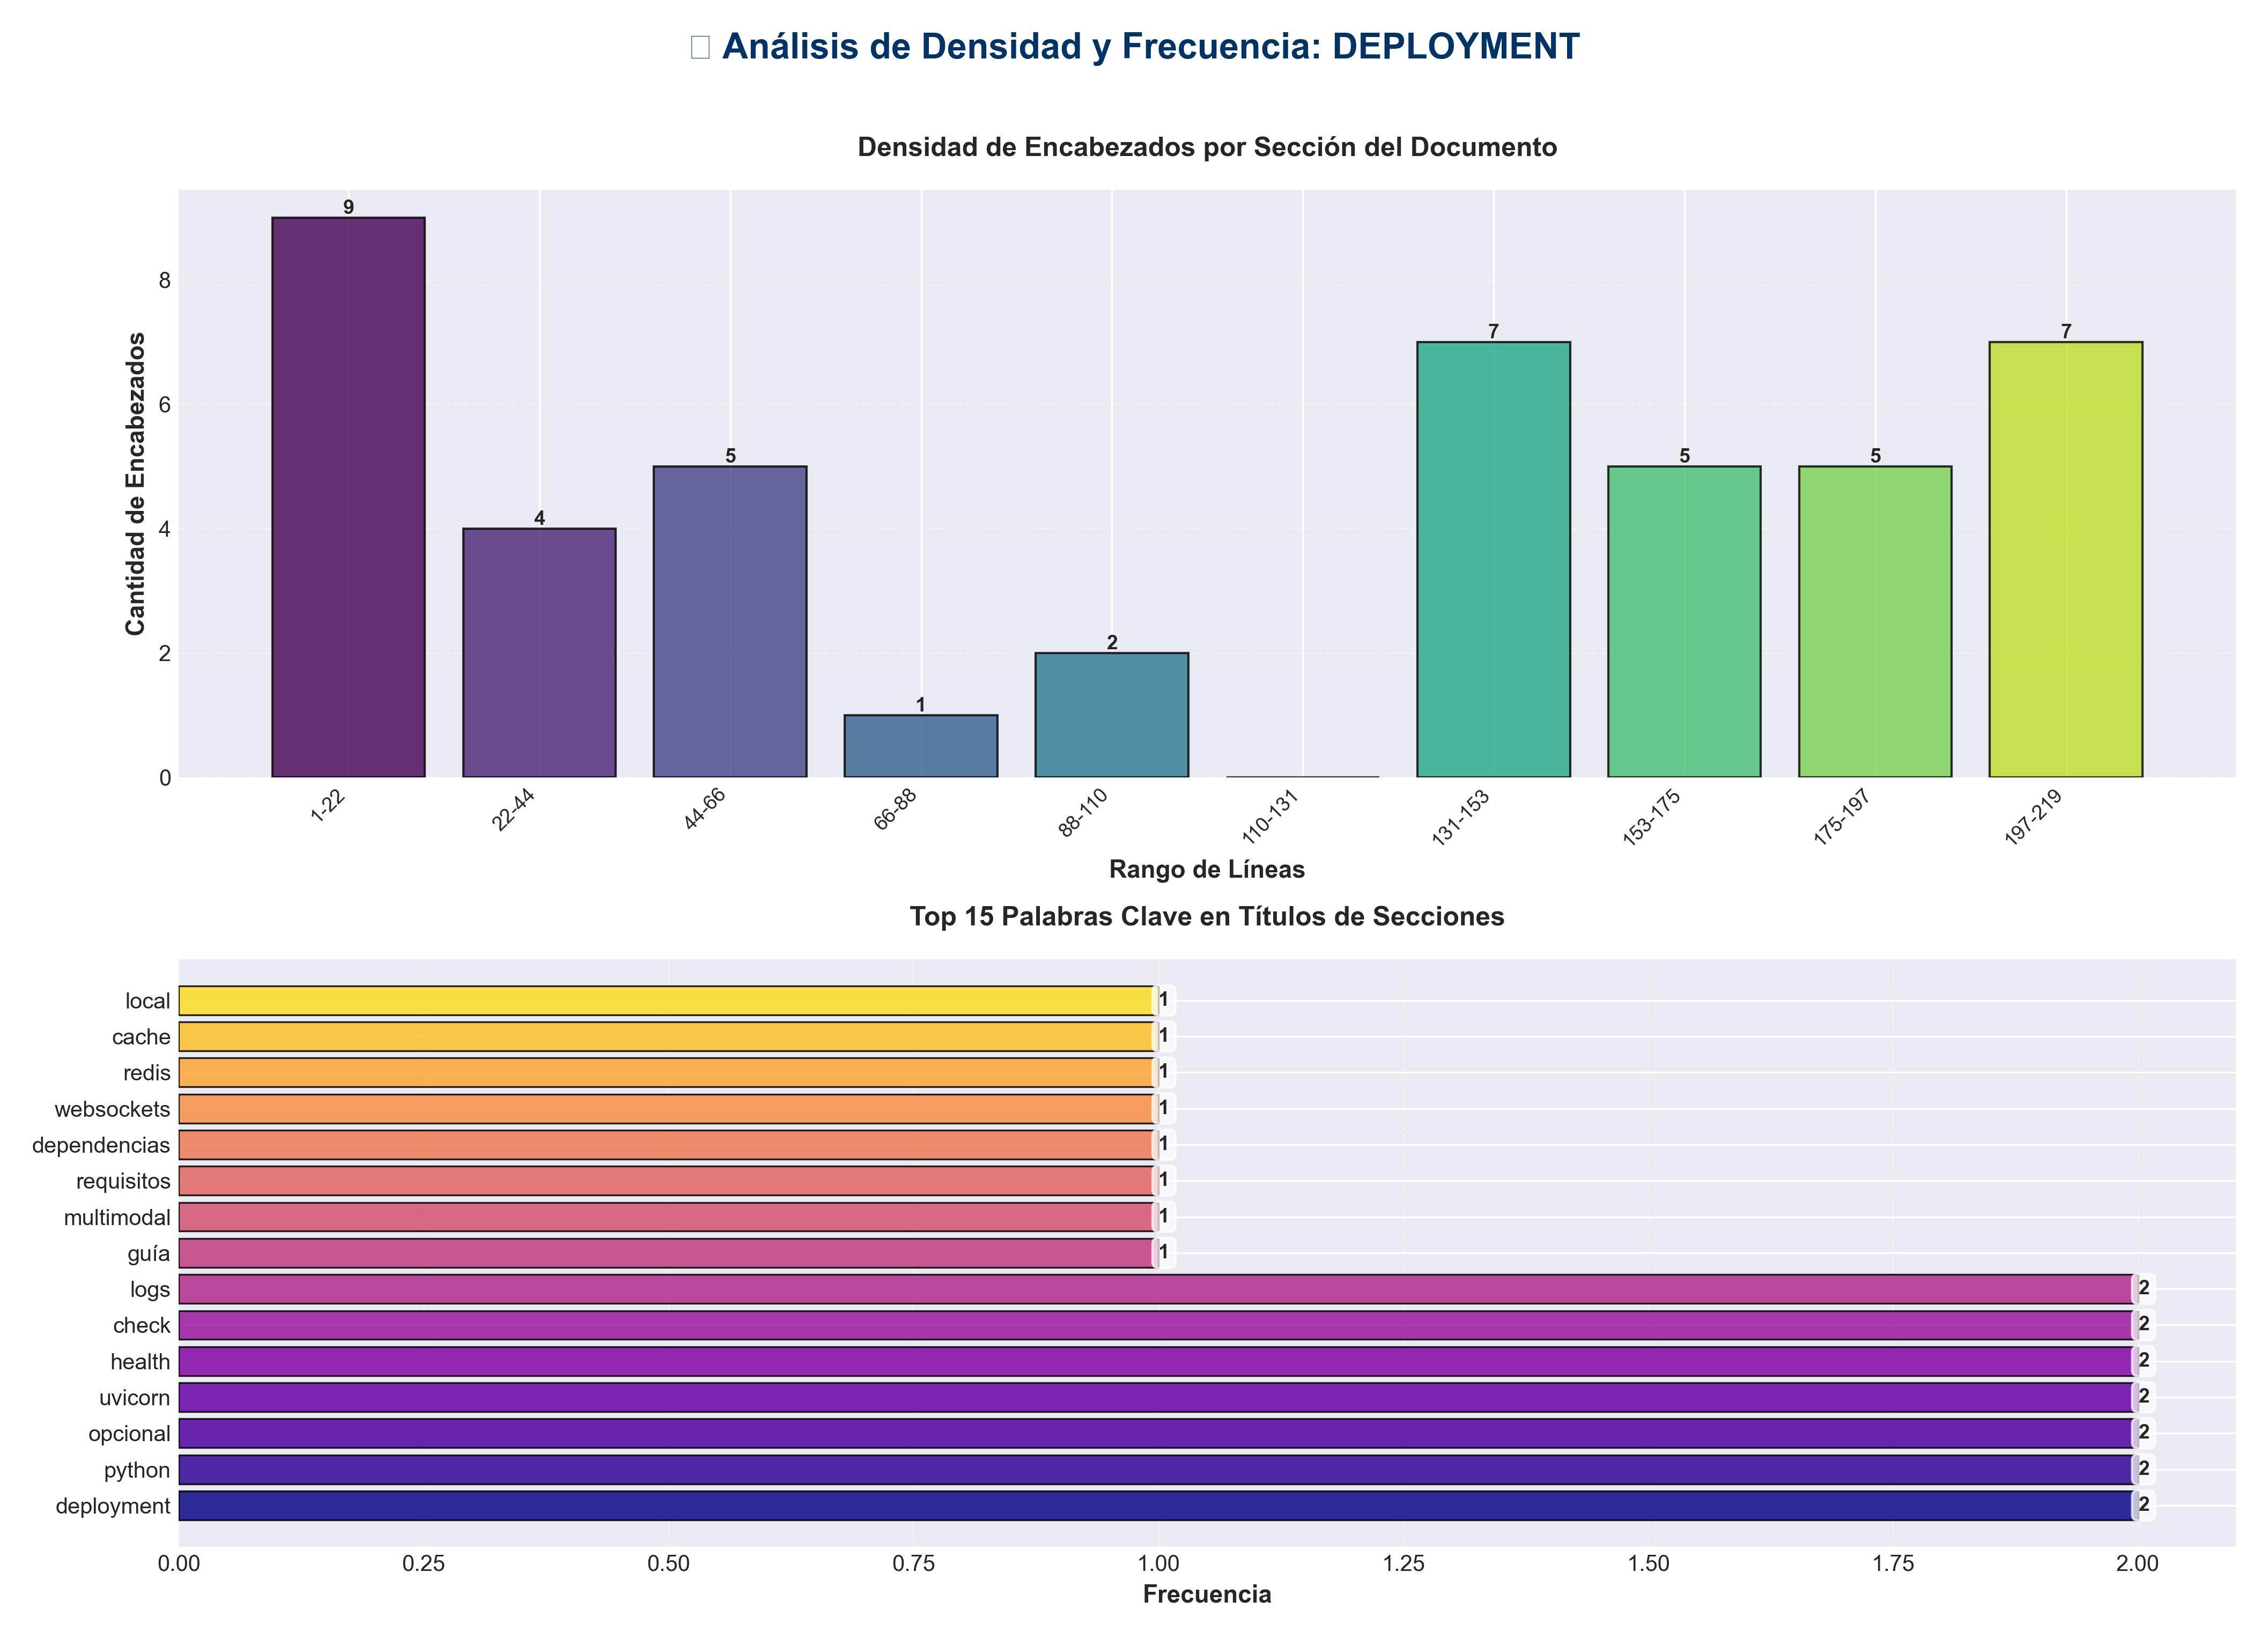 Análisis de Densidad y Frecuencia: DEPLOYMENT
Densidad de Encabezados por Sección del Documento
Cantidad de Encabezados
8
6
4
2
0
9
4
5
1
2
7
5
5
7
1-22
22-44
44-66
66-88
88-110
110-131
131-153
153-175
175-197
197-219
Rango de Líneas
Top 15 Palabras Clave en Títulos de Secciones
local 1
cache 1
redis 1
websockets 1
dependencias 1
requisitos 1
multimodal 1
guía 1
logs 2
check 2
health 2
uvicorn 2
opcional 2
python 2
deployment 2
0.00 0.25 0.50 0.75 1.00 1.25 1.50 1.75 2.00
Frecuencia